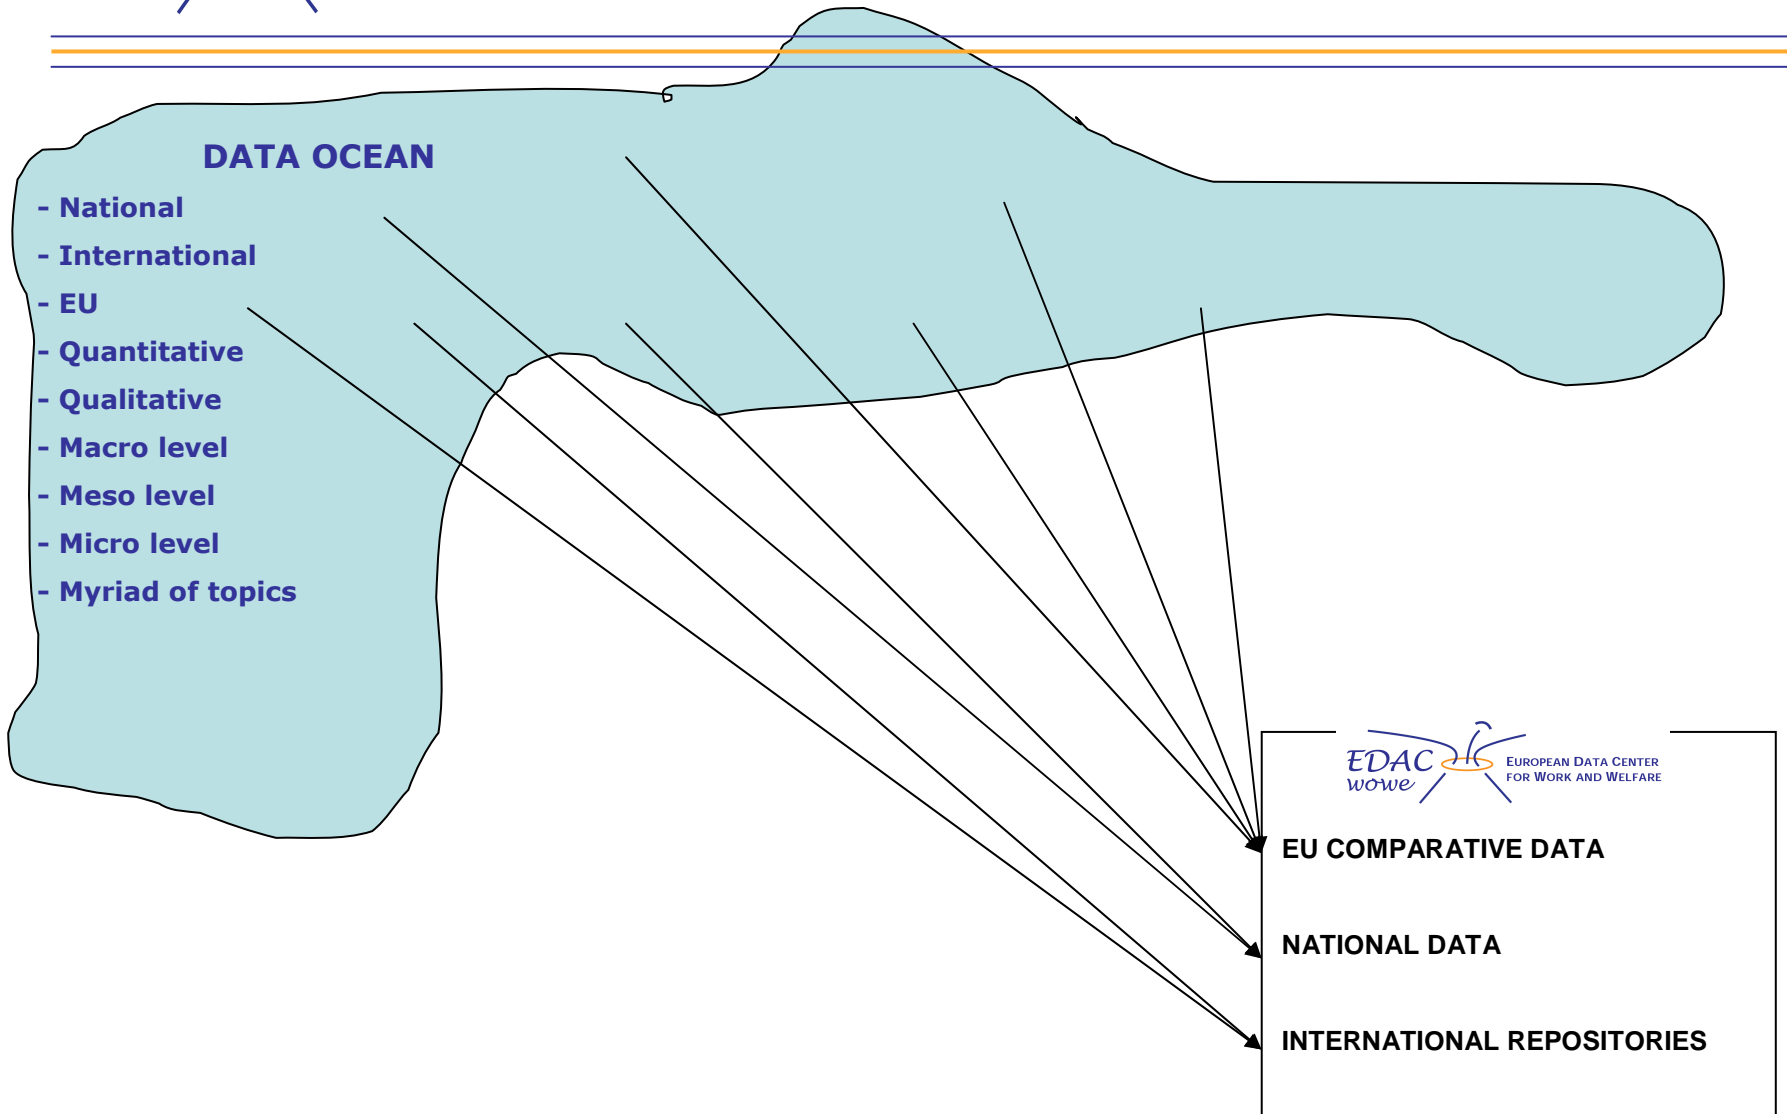 DATA OCEAN
- National
- International
- EU
- Quantitative
- Qualitative
- Macro level
- Meso level
- Micro level
- Myriad of topics
EDAC
wowe
EUROPEAN DATA CENTER
FOR WORK AND WELFARE
EU COMPARATIVE DATA
NATIONAL DATA
INTERNATIONAL REPOSITORIES